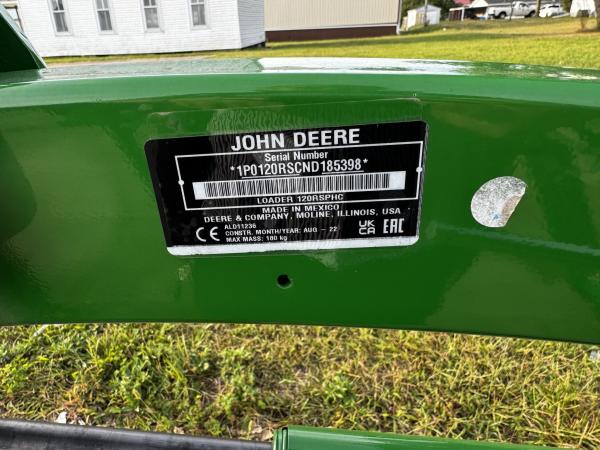 JOHN DEERE
Serial Number
*1P0120RSCND185398*
LOADER 120RSPHC
MADE IN MEXICO
DEERE & COMPANY, MOLINE, ILLINOIS, USA
CE ALD11236
CONSTR. MONTH/YEAR: AUG - 22
MAX MASS: 180 kg
UK CA EAC